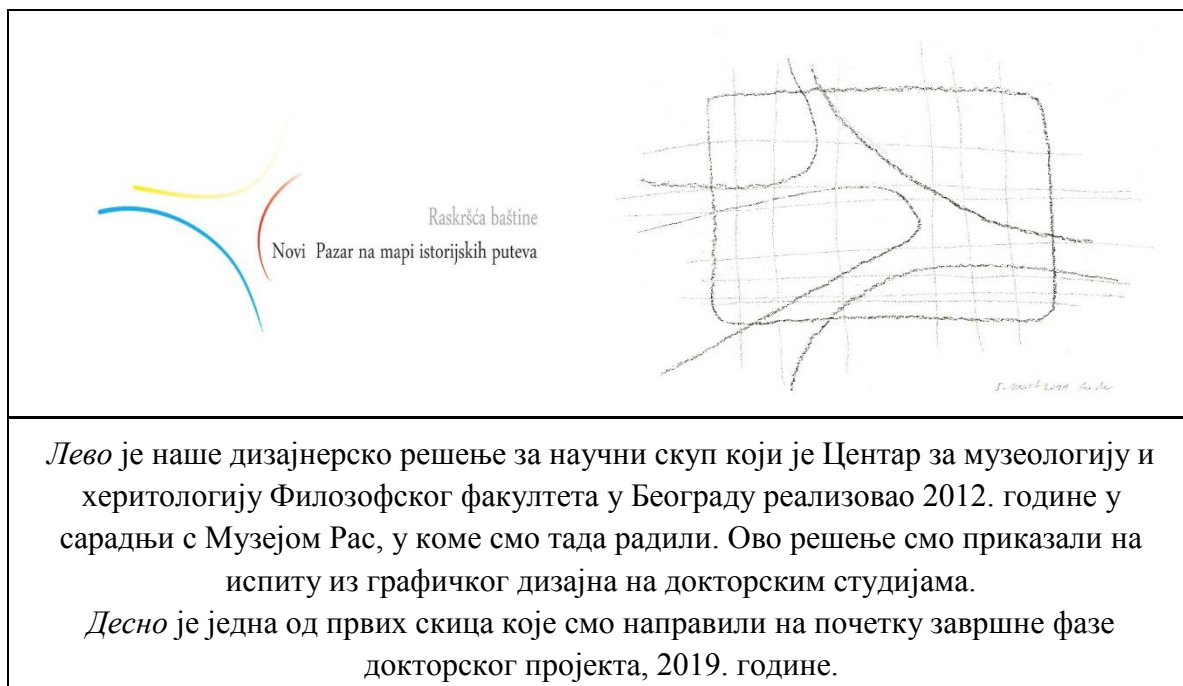 Raskršća baštine
Novi Pazar na mapi istorijskih puteva
Лево је наше дизајнерско решење за научни скуп који је Центар за музеологију и
херитологију Филозофског факултета у Београду реализовао 2012. године у
сарадњи с Музејом Рас, у коме смо тада радили. Ово решење смо приказали на
испиту из графичког дизајна на докторским студијама.
Десно је једна од првих скица које смо направили на почетку завршне фазе
докторског пројекта, 2019. године.